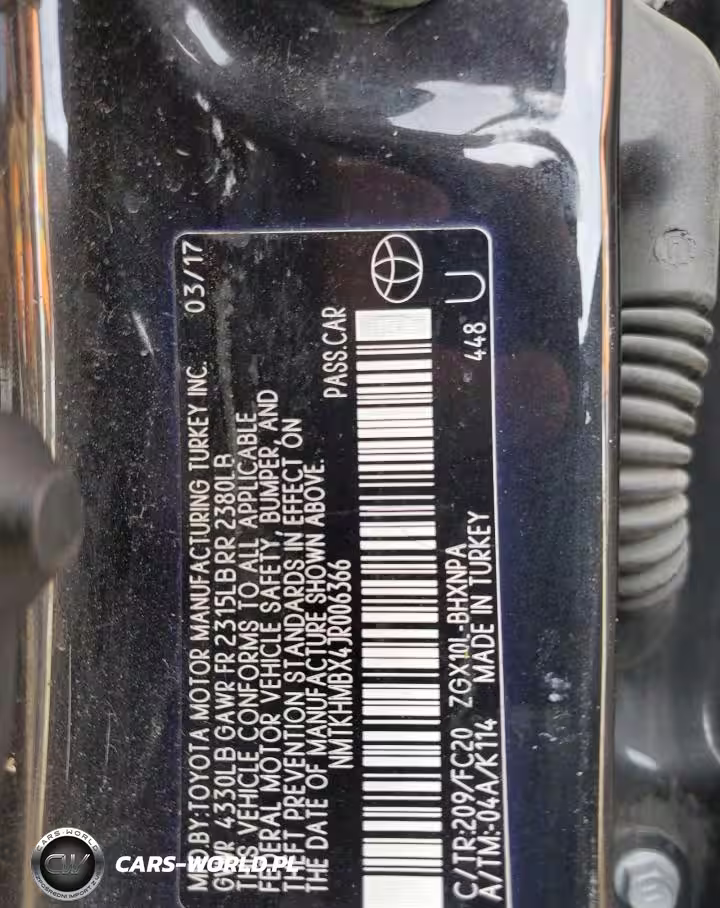 MFD.BY:TOYOTA MOTOR MANUFACTURING TURKEY INC. 03/17
GVWR 4330LB GAWR FR 2315LB RR 2380LB
THIS VEHICLE CONFORMS TO ALL APPLICABLE
FEDERAL MOTOR VEHICLE SAFETY, BUMPER, AND
THEFT PREVENTION STANDARDS IN EFFECT ON
THE DATE OF MANUFACTURE SHOWN ABOVE.
NMTKHMBX4JR006366 PASS.CAR
C/TR:209/FC20 ZGX10L-BHXNPA
A/TM:-04A/K114 MADE IN TURKEY 448 U
CARS-WORLD
CW
CARS-WORLD.PL